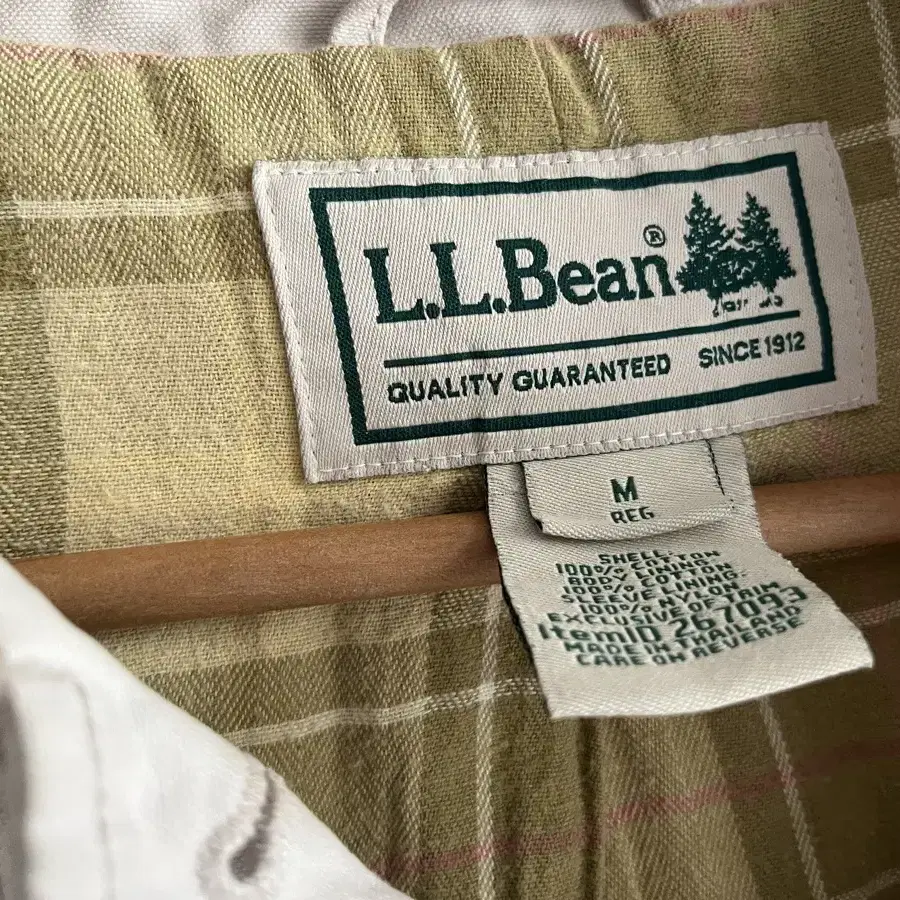 L.L.Bean®
QUALITY GUARANTEED SINCE 1912
M
REG
SHELL:
100% COTTON
BODY LINING:
100% COTTON
SLEEVE LINING:
100% NYLON
EXCLUSIVE OF TRIM
ItemID 267093
MADE IN THAILAND
CARE ON REVERSE